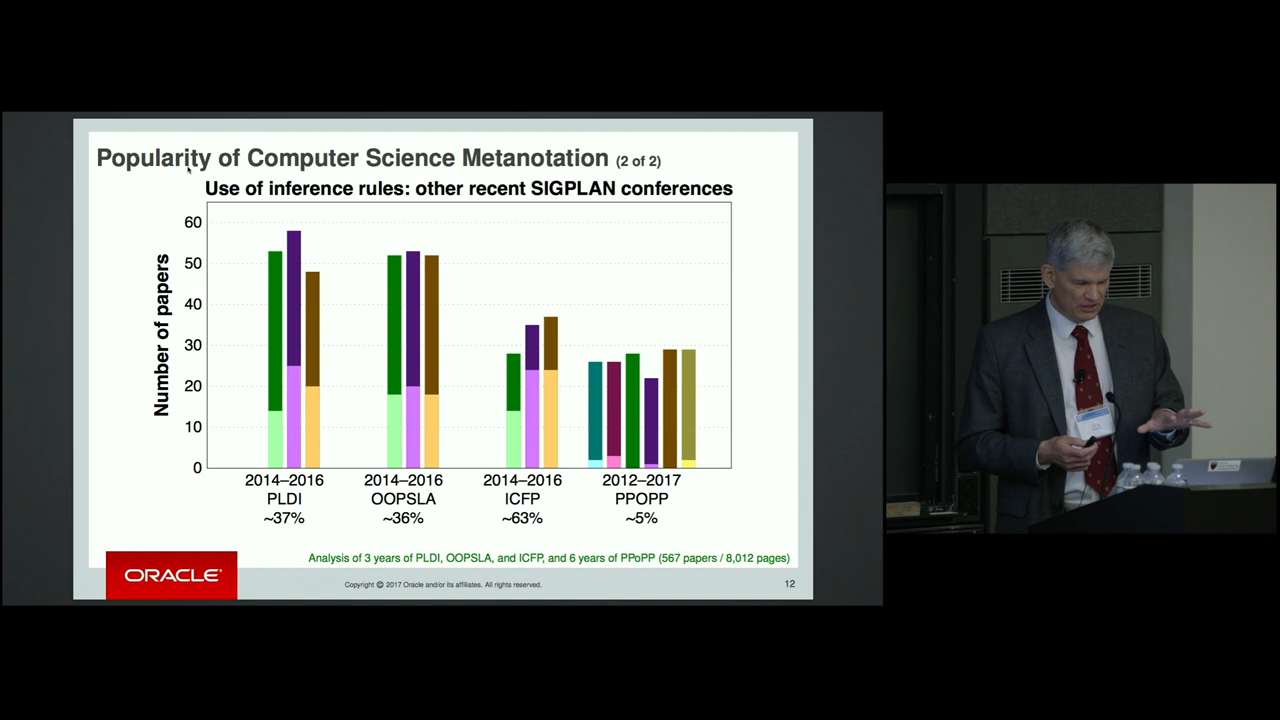 Popularity of Computer Science Metanotation (2 of 2)
Use of inference rules: other recent SIGPLAN conferences
Number of papers
60
50
40
30
20
10
0
2014–2016 2014–2016 2014–2016 2012–2017
PLDI OOPSLA ICFP PPOPP
~37% ~36% ~63% ~5%
Analysis of 3 years of PLDI, OOPSLA, and ICFP, and 6 years of PPoPP (567 papers / 8,012 pages)
ORACLE®
Copyright © 2017 Oracle and/or its affiliates. All rights reserved.
12